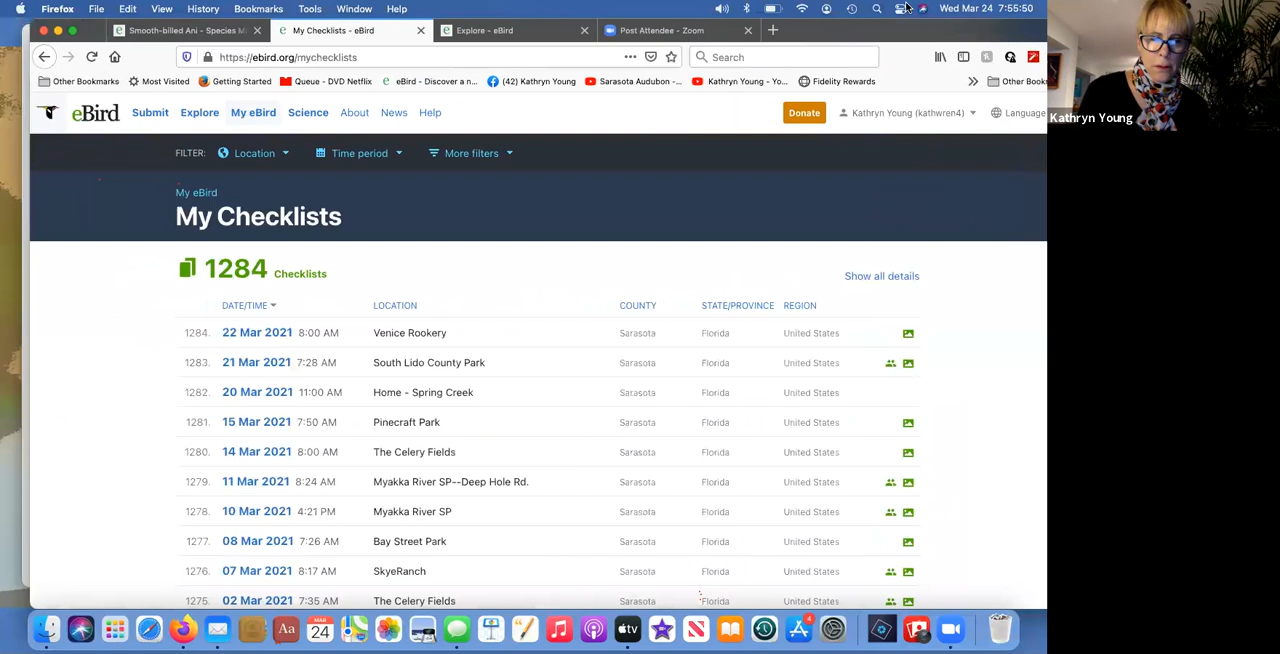 Firefox File Edit View History Bookmarks Tools Window Help Wed Mar 24 7:55:50
Smooth-billed Ani - Species M My Checklists - eBird Explore - eBird Post Attendee - Zoom
https://ebird.org/mychecklists Search
Other Bookmarks Most Visited Getting Started Queue - DVD Netflix eBird - Discover a n... (42) Kathryn Young Sarasota Audubon -... Kathryn Young - Yo... Fidelity Rewards Other Book
eBird Submit Explore My eBird Science About News Help Donate Kathryn Young (kathwren4) Language
Kathryn Young
FILTER: Location Time period More filters
My eBird
My Checklists
1284 Checklists
Show all details
DATE/TIME LOCATION COUNTY STATE/PROVINCE REGION
1284. 22 Mar 2021 8:00 AM Venice Rookery Sarasota Florida United States
1283. 21 Mar 2021 7:28 AM South Lido County Park Sarasota Florida United States
1282. 20 Mar 2021 11:00 AM Home - Spring Creek Sarasota Florida United States
1281. 15 Mar 2021 7:50 AM Pinecraft Park Sarasota Florida United States
1280. 14 Mar 2021 8:00 AM The Celery Fields Sarasota Florida United States
1279. 11 Mar 2021 8:24 AM Myakka River SP--Deep Hole Rd. Sarasota Florida United States
1278. 10 Mar 2021 4:21 PM Myakka River SP Sarasota Florida United States
1277. 08 Mar 2021 7:26 AM Bay Street Park Sarasota Florida United States
1276. 07 Mar 2021 8:17 AM SkyeRanch Sarasota Florida United States
1275. 02 Mar 2021 7:35 AM The Celery Fields Sarasota Florida United States
MAR
24
Aa
tv
4